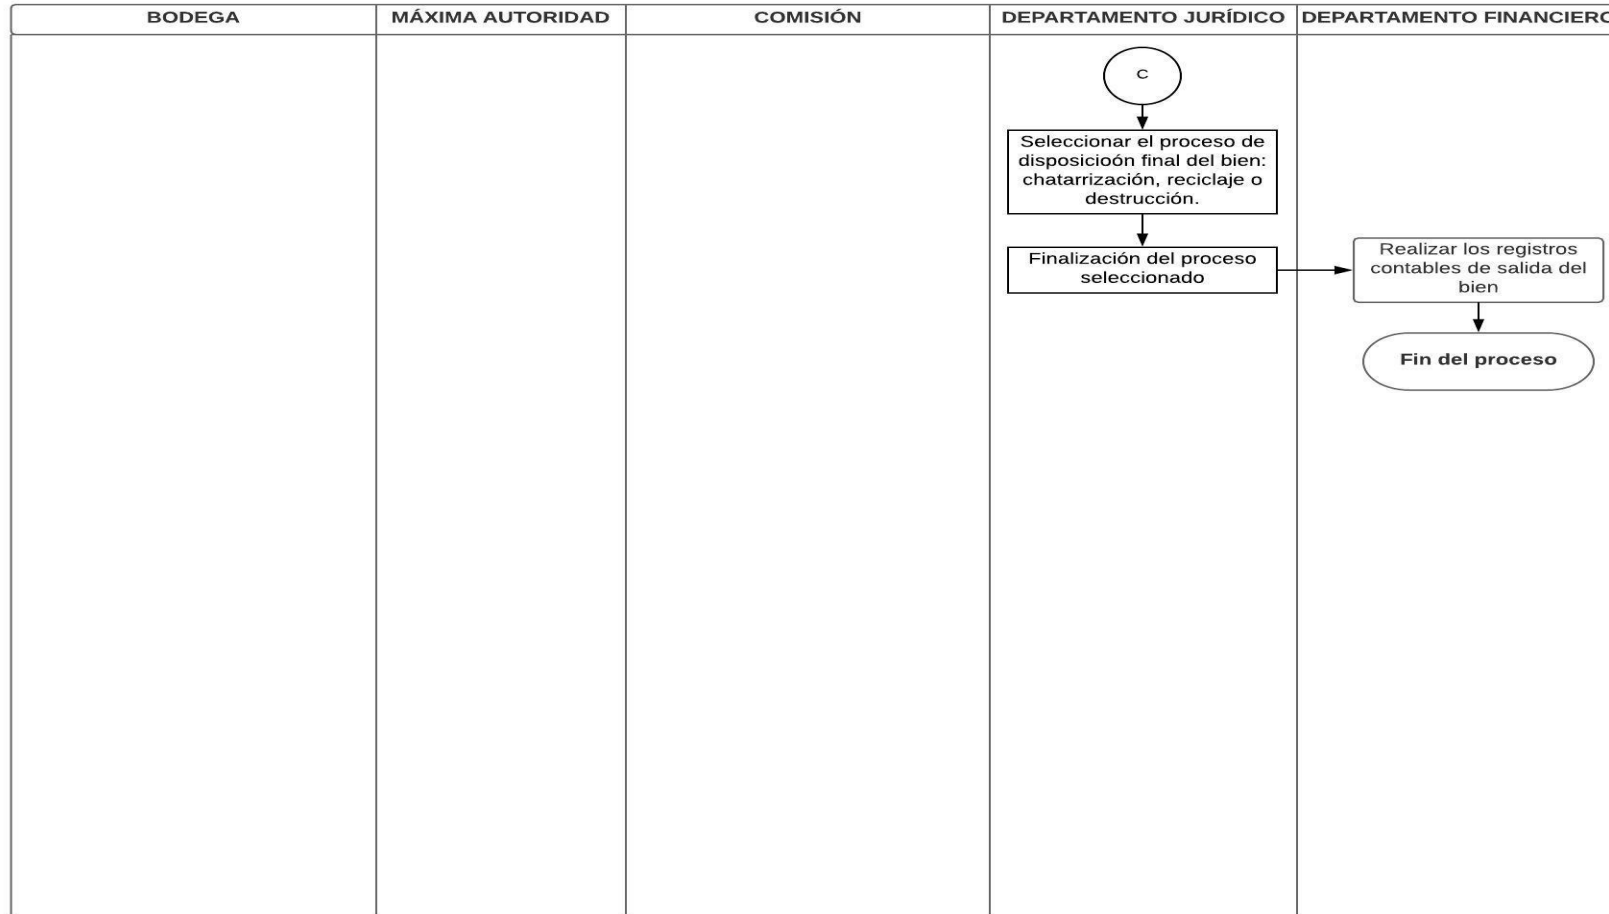 BODEGA
MÁXIMA AUTORIDAD
COMISIÓN
DEPARTAMENTO JURÍDICO
DEPARTAMENTO FINANCIERO
C
Seleccionar el proceso de
disposicioón final del bien:
chatarrización, reciclaje o
destrucción.
Finalización del proceso
seleccionado
Realizar los registros
contables de salida del
bien
Fin del proceso